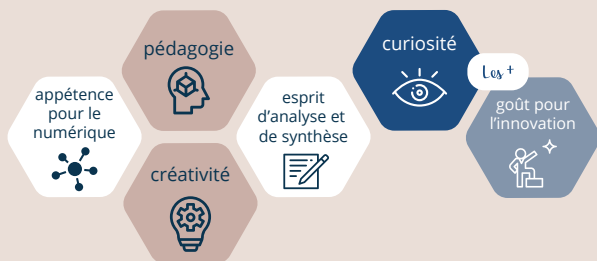 pédagogie
curiosité
Les +
appétence
pour le
numérique
esprit
d'analyse et
de synthèse
goût pour
l'innovation
créativité